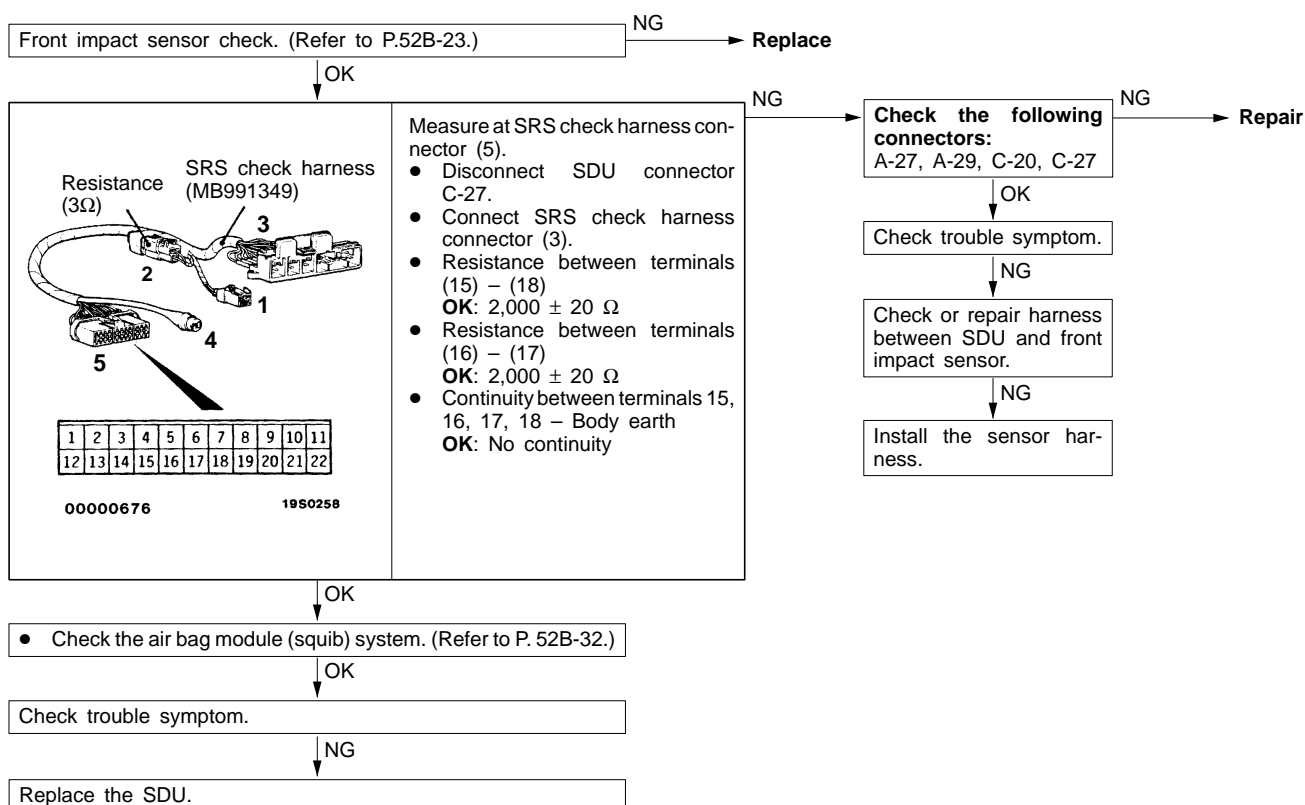 Front impact sensor check. (Refer to P.52B-23.)
NG
Replace
OK
Resistance
(3Ω)
SRS check harness
(MB991349)
3
2
1
4
5
1 2 3 4 5 6 7 8 9 10 11
12 13 14 15 16 17 18 19 20 21 22
00000676
19S0258
Measure at SRS check harness con-
nector (5).
● Disconnect SDU connector
C-27.
● Connect SRS check harness
connector (3).
● Resistance between terminals
(15) – (18)
OK: 2,000 ± 20 Ω
● Resistance between terminals
(16) – (17)
OK: 2,000 ± 20 Ω
● Continuity between terminals 15,
16, 17, 18 – Body earth
OK: No continuity
NG
Check the following
connectors:
A-27, A-29, C-20, C-27
NG
Repair
OK
Check trouble symptom.
NG
Check or repair harness
between SDU and front
impact sensor.
NG
Install the sensor har-
ness.
OK
● Check the air bag module (squib) system. (Refer to P. 52B-32.)
OK
Check trouble symptom.
NG
Replace the SDU.